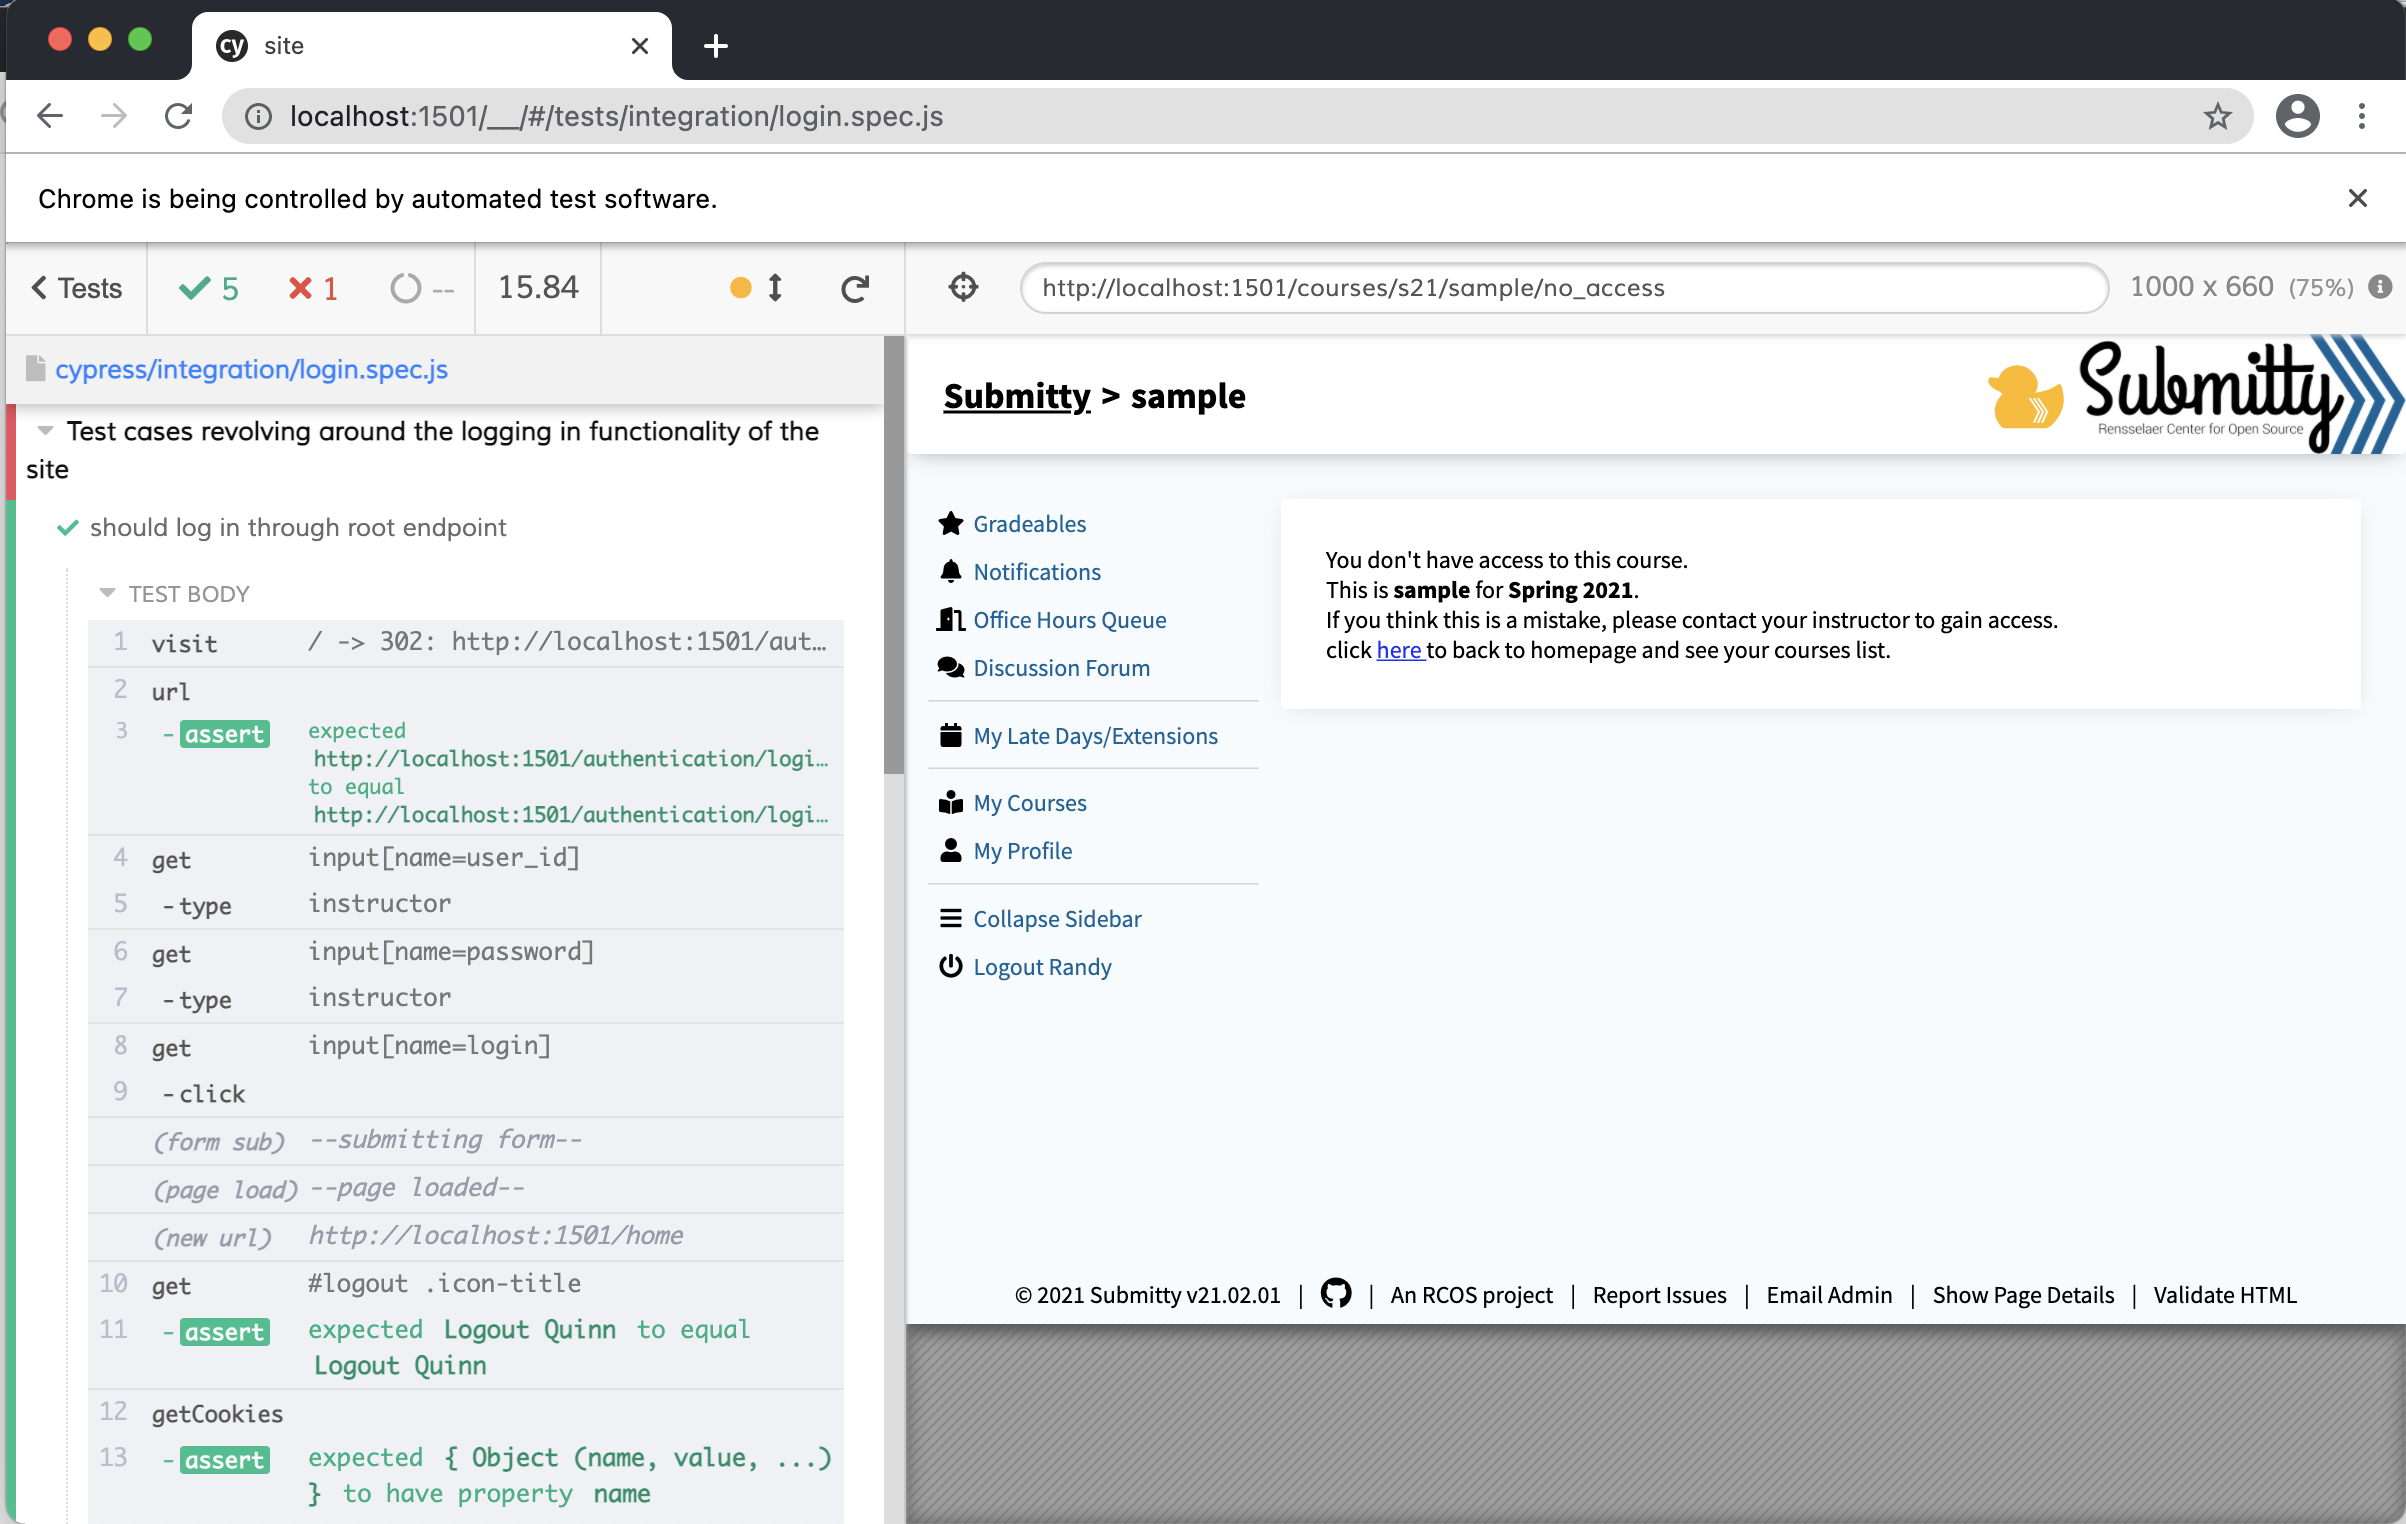 site
localhost:1501/__/#/tests/integration/login.spec.js
Chrome is being controlled by automated test software.
Tests 5 1 -- 15.84
http://localhost:1501/courses/s21/sample/no_access 1000 x 660 (75%)
cypress/integration/login.spec.js
Test cases revolving around the logging in functionality of the
site
should log in through root endpoint
TEST BODY
1 visit / -> 302: http://localhost:1501/aut…
2 url
3 -assert expected
http://localhost:1501/authentication/logi…
to equal
http://localhost:1501/authentication/logi…
4 get input[name=user_id]
5 -type instructor
6 get input[name=password]
7 -type instructor
8 get input[name=login]
9 -click
(form sub) --submitting form--
(page load) --page loaded--
(new url) http://localhost:1501/home
10 get #logout .icon-title
11 -assert expected Logout Quinn to equal
Logout Quinn
12 getCookies
13 -assert expected { Object (name, value, ...)
} to have property name
Submitty > sample
Submitty
Rensselaer Center for Open Source
Gradeables
Notifications
Office Hours Queue
Discussion Forum
My Late Days/Extensions
My Courses
My Profile
Collapse Sidebar
Logout Randy
You don't have access to this course.
This is sample for Spring 2021.
If you think this is a mistake, please contact your instructor to gain access.
click here to back to homepage and see your courses list.
© 2021 Submitty v21.02.01 | | An RCOS project | Report Issues | Email Admin | Show Page Details | Validate HTML